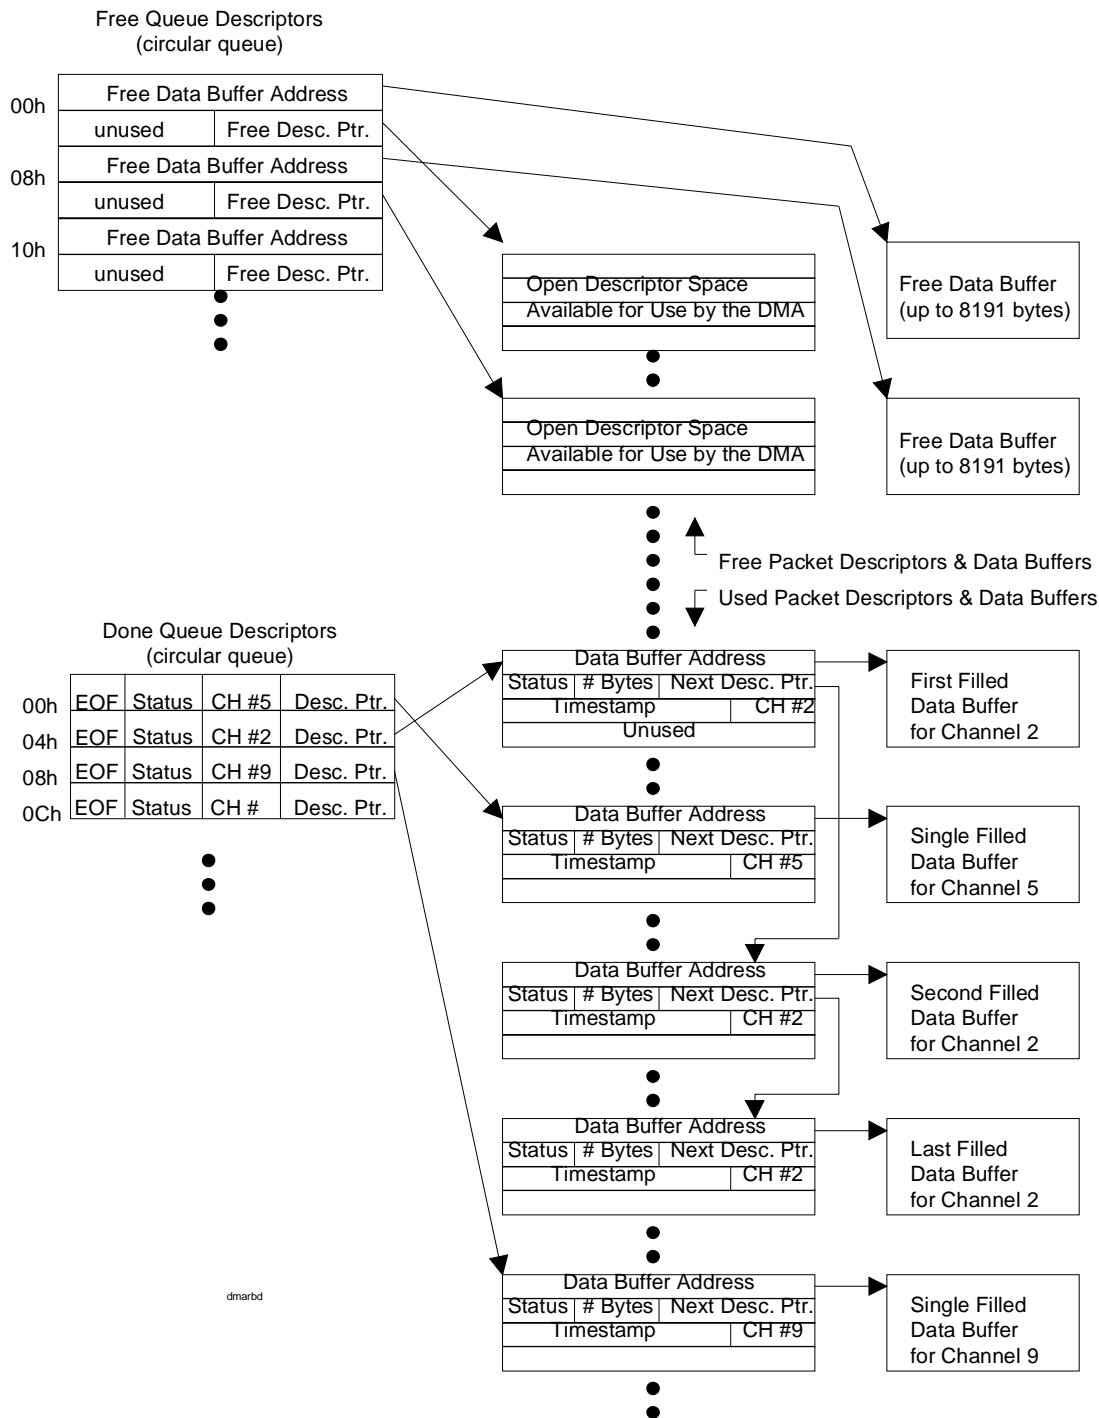 Free Queue Descriptors
(circular queue)
00h
Free Data Buffer Address
unused Free Desc. Ptr.
08h
Free Data Buffer Address
unused Free Desc. Ptr.
10h
Free Data Buffer Address
unused Free Desc. Ptr.
Open Descriptor Space
Available for Use by the DMA
Free Data Buffer
(up to 8191 bytes)
Open Descriptor Space
Available for Use by the DMA
Free Data Buffer
(up to 8191 bytes)
Free Packet Descriptors & Data Buffers
Used Packet Descriptors & Data Buffers
Done Queue Descriptors
(circular queue)
00h EOF Status CH #5 Desc. Ptr.
04h EOF Status CH #2 Desc. Ptr.
08h EOF Status CH #9 Desc. Ptr.
0Ch EOF Status CH # Desc. Ptr.
Data Buffer Address
Status # Bytes Next Desc. Ptr.
Timestamp CH #2
Unused
First Filled
Data Buffer
for Channel 2
Data Buffer Address
Status # Bytes Next Desc. Ptr.
Timestamp CH #5
Single Filled
Data Buffer
for Channel 5
Data Buffer Address
Status # Bytes Next Desc. Ptr.
Timestamp CH #2
Second Filled
Data Buffer
for Channel 2
Data Buffer Address
Status # Bytes Next Desc. Ptr.
Timestamp CH #2
Last Filled
Data Buffer
for Channel 2
Data Buffer Address
Status # Bytes Next Desc. Ptr.
Timestamp CH #9
Single Filled
Data Buffer
for Channel 9
dmarbd